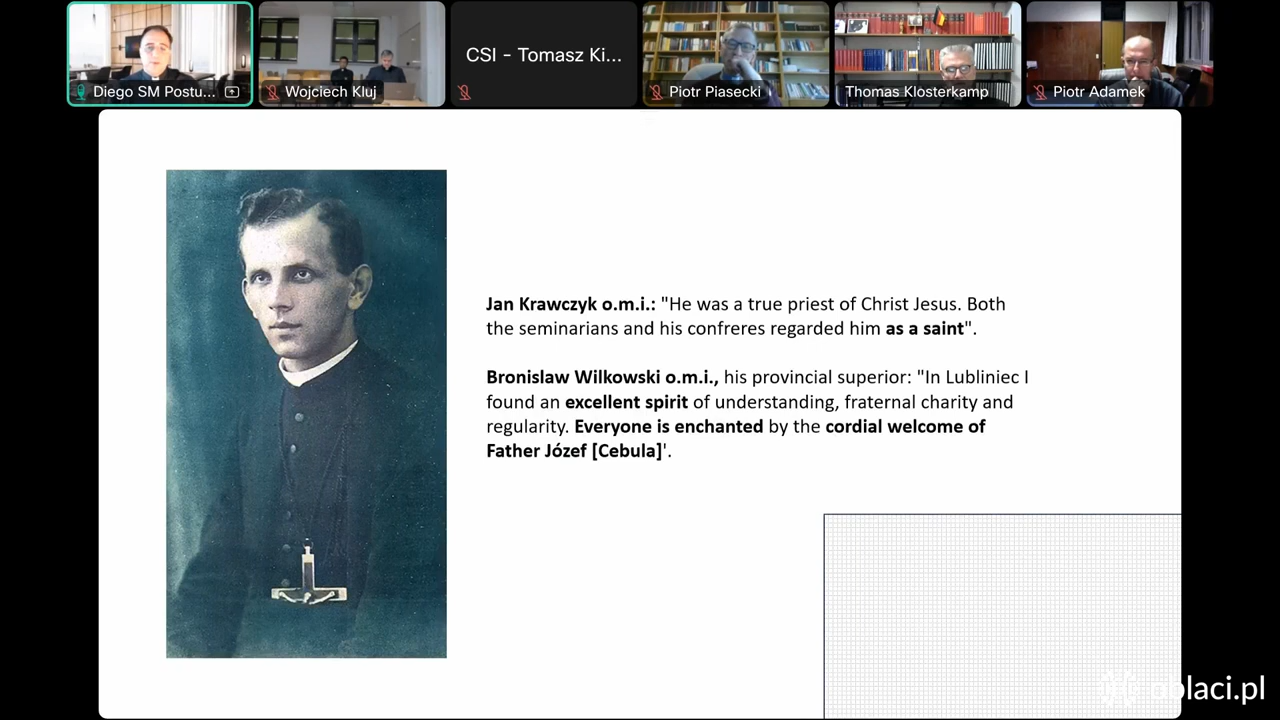 Diego SM Postu...
Wojciech Kluj
CSI - Tomasz Ki...
Piotr Piasecki
Thomas Klosterkamp
Piotr Adamek
Jan Krawczyk o.m.i.: "He was a true priest of Christ Jesus. Both
the seminarians and his confreres regarded him as a saint".
Bronislaw Wilkowski o.m.i., his provincial superior: "In Lubliniec I
found an excellent spirit of understanding, fraternal charity and
regularity. Everyone is enchanted by the cordial welcome of
Father Józef [Cebula]'.
oblaci.pl